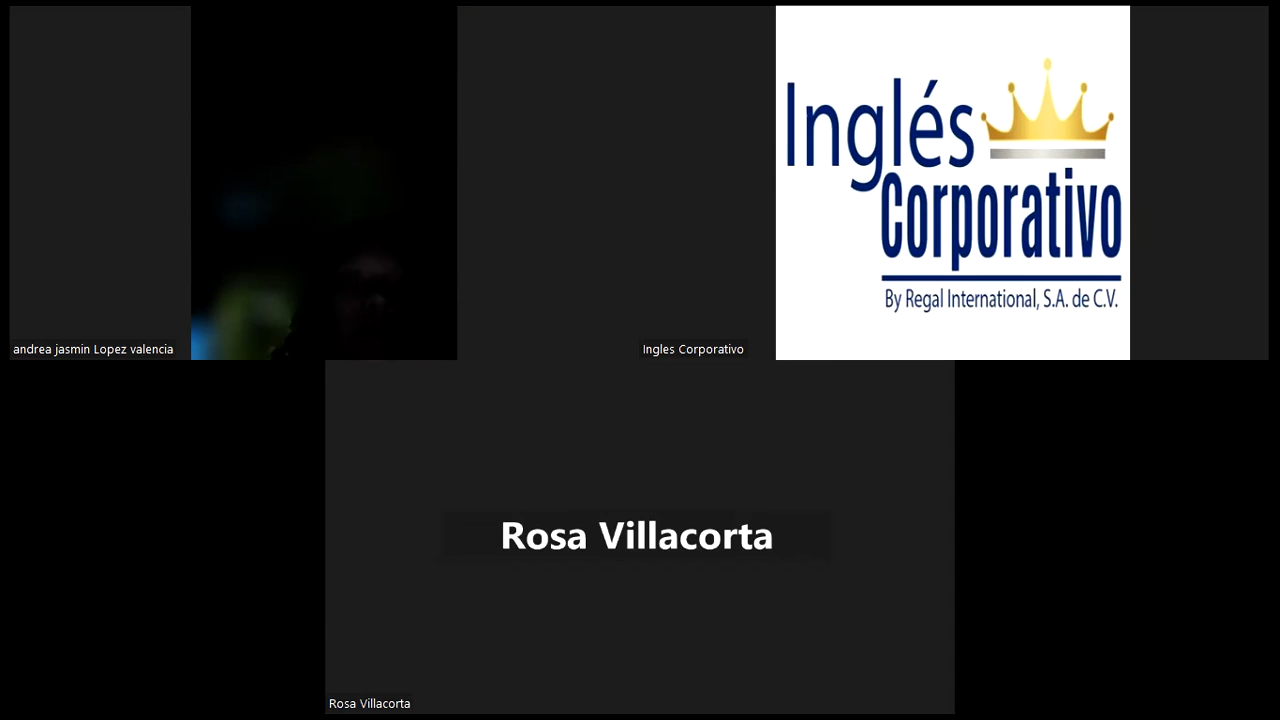 Inglés
Corporativo
By Regal International, S.A. de C.V.
andrea jasmin Lopez valencia
Ingles Corporativo
Rosa Villacorta
Rosa Villacorta